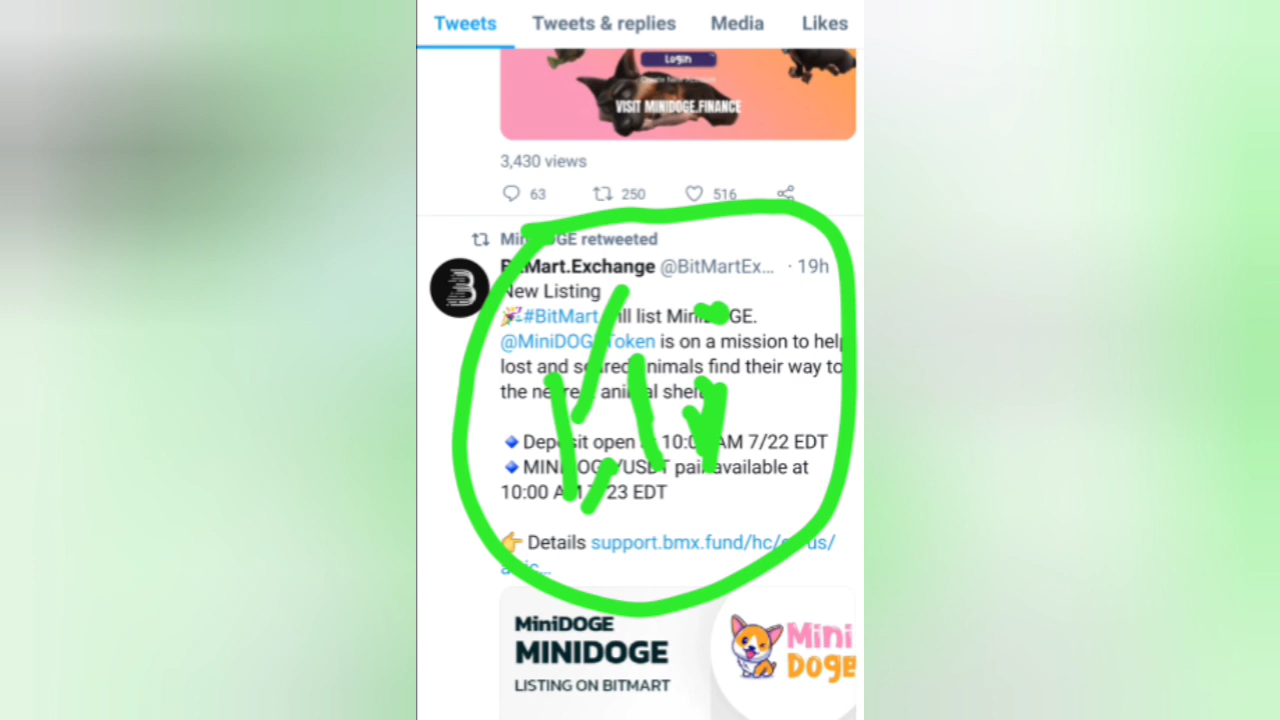 Tweets Tweets & replies Media Likes
Login
VISIT MINIDOGE.FINANCE
3,430 views
63 250 516
MiniDOGE retweeted
BitMart.Exchange @BitMartEx... · 19h
New Listing
🎉#BitMart will list MiniDOGE.
@MiniDOGEToken is on a mission to help
lost and scared animals find their way to
the nearest animal shelter.
🔹Deposit open at 10:00 AM 7/22 EDT
🔹MINIDOGE/USDT pair available at
10:00 AM 7/23 EDT
👉 Details support.bmx.fund/hc/en-us/
MiniDOGE
MINIDOGE
LISTING ON BITMART
Mini
Doge